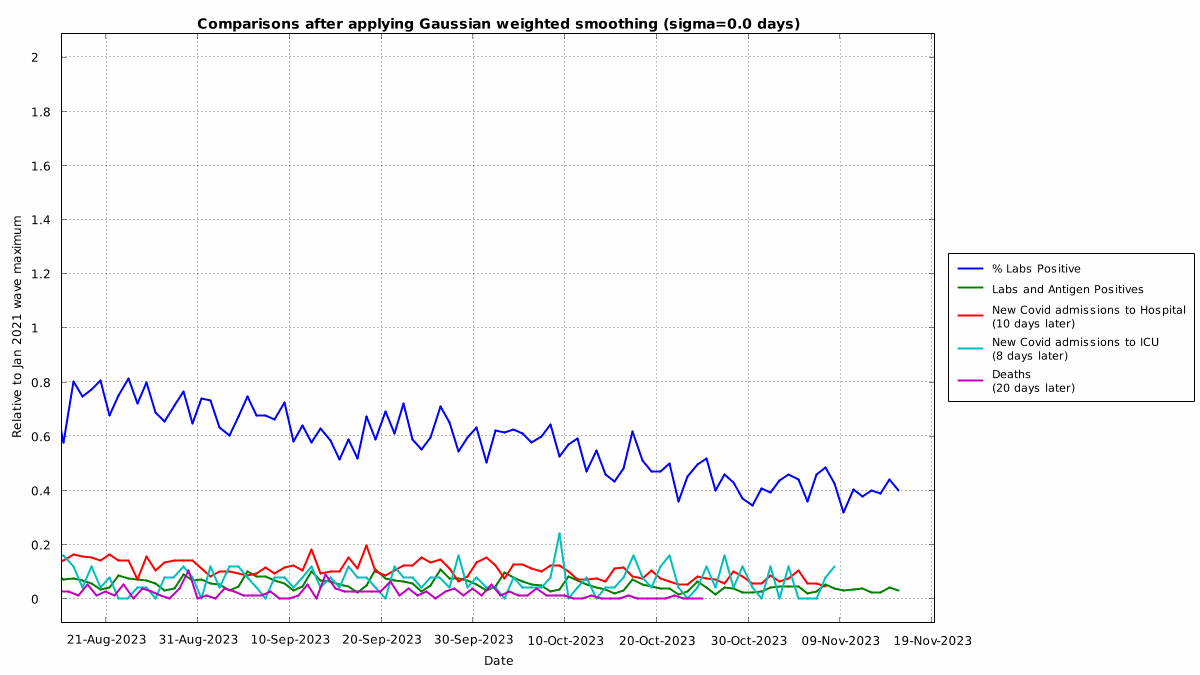 Comparisons after applying Gaussian weighted smoothing (sigma=0.0 days)
Relative to Jan 2021 wave maximum
2
1.8
1.6
1.4
1.2
1
0.8
0.6
0.4
0.2
0
21-Aug-2023 31-Aug-2023 10-Sep-2023 20-Sep-2023 30-Sep-2023 10-Oct-2023 20-Oct-2023 30-Oct-2023 09-Nov-2023 19-Nov-2023
Date
% Labs Positive
Labs and Antigen Positives
New Covid admissions to Hospital
(10 days later)
New Covid admissions to ICU
(8 days later)
Deaths
(20 days later)